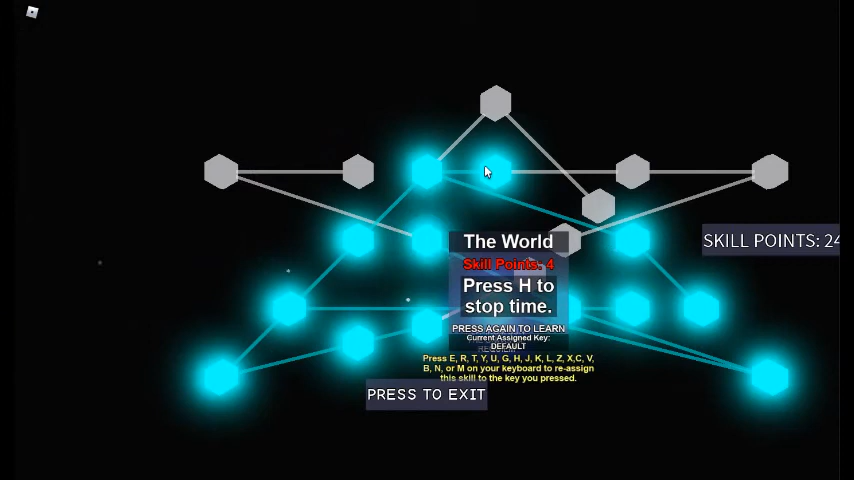 SKILL POINTS: 24
The World
Skill Points: 4
Press H to
stop time.
PRESS AGAIN TO LEARN
Current Assigned Key:
DEFAULT
Press E, R, T, Y, U, G, H, J, K, L, Z, X,C, V,
B, N, or M on your keyboard to re-assign
this skill to the key you pressed.
PRESS TO EXIT